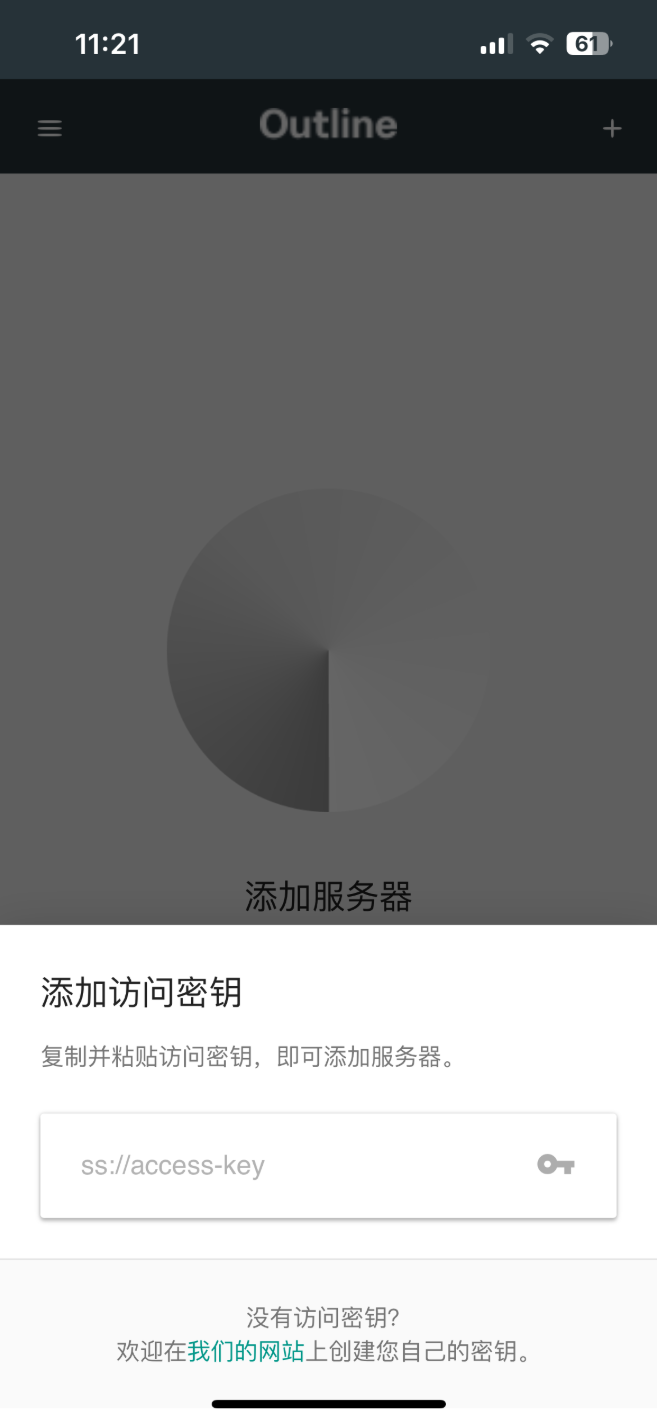 11:21
61
Outline
添加服务器
添加访问密钥
复制并粘贴访问密钥，即可添加服务器。
ss://access-key
没有访问密钥?
欢迎在我们的网站上创建您自己的密钥。